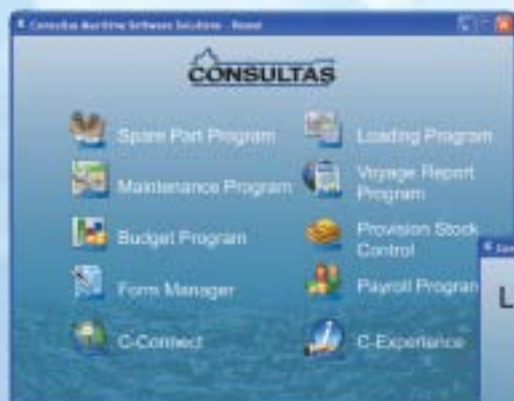 Consultas Maritime Software Solutions -
CONSULTAS
Spare Part Program
Maintenance Program
Budget Program
Form Manager
C-Connect
Loading Program
Voyage Report
Program
Provision Stock
Control
Payroll Program
C-Experience
L